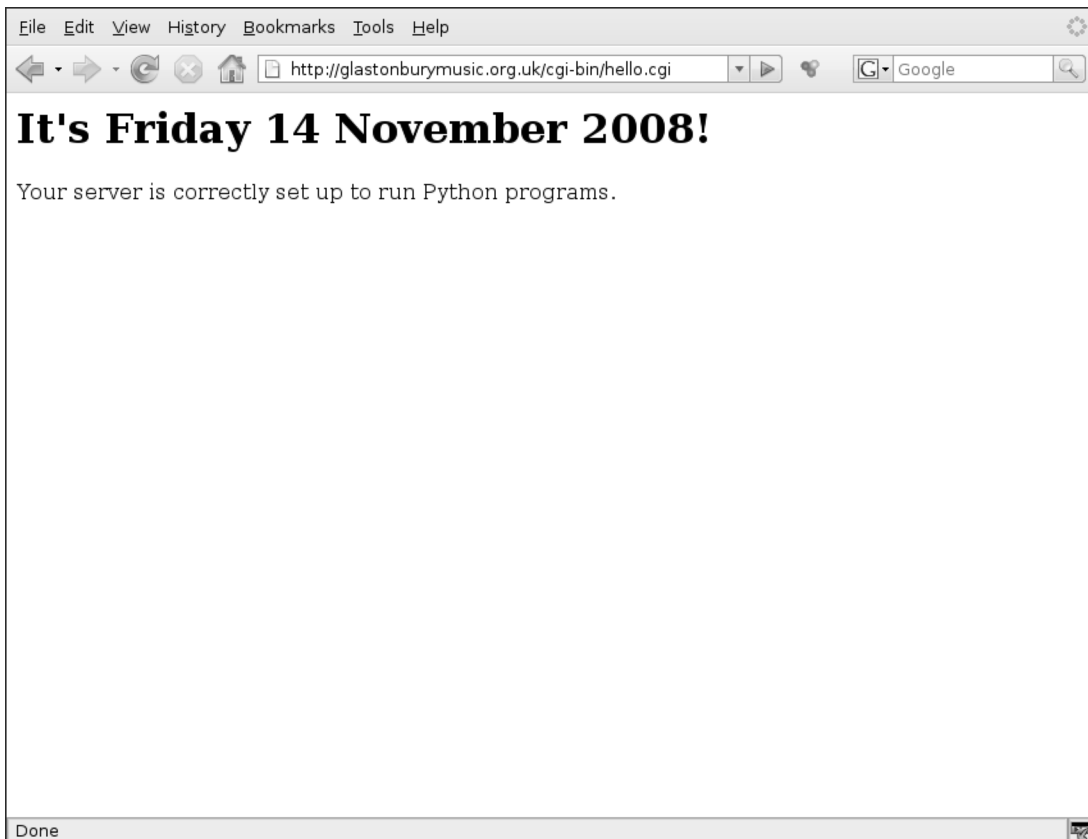 File Edit View History Bookmarks Tools Help
http://glastonburymusic.org.uk/cgi-bin/hello.cgi G Google
It's Friday 14 November 2008!
Your server is correctly set up to run Python programs.
Done